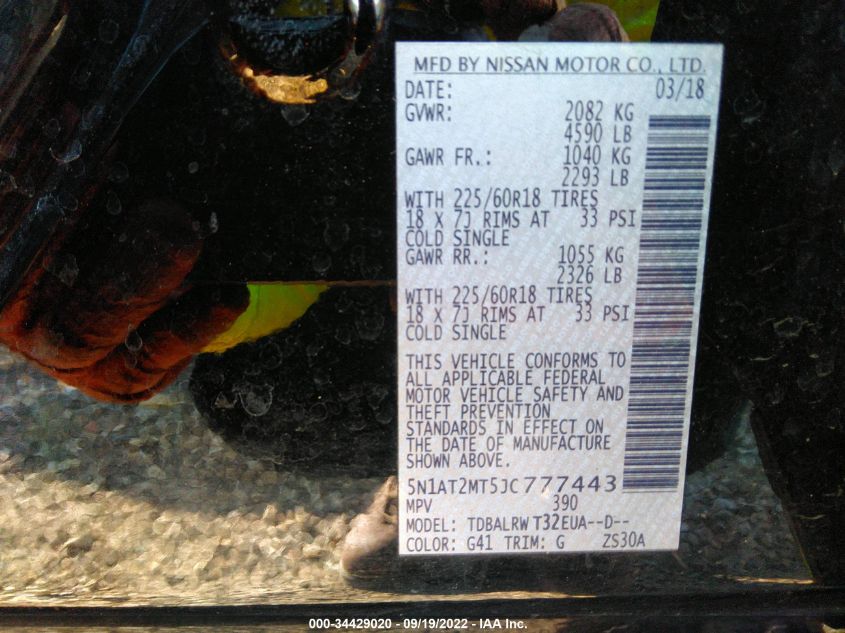 MFD BY NISSAN MOTOR CO., LTD.
DATE: 03/18
GVWR: 2082 KG
4590 LB
GAWR FR.: 1040 KG
2293 LB
WITH 225/60R18 TIRES
18 X 7J RIMS AT 33 PSI
COLD SINGLE
GAWR RR.: 1055 KG
2326 LB
WITH 225/60R18 TIRES
18 X 7J RIMS AT 33 PSI
COLD SINGLE
THIS VEHICLE CONFORMS TO
ALL APPLICABLE FEDERAL
MOTOR VEHICLE SAFETY AND
THEFT PREVENTION
STANDARDS IN EFFECT ON
THE DATE OF MANUFACTURE
SHOWN ABOVE.
5N1AT2MT5JC777443
MPV 390
MODEL: TDBALRW T32EUA--D--
COLOR: G41 TRIM: G ZS30A
000-34429020 - 09/19/2022 - IAA Inc.